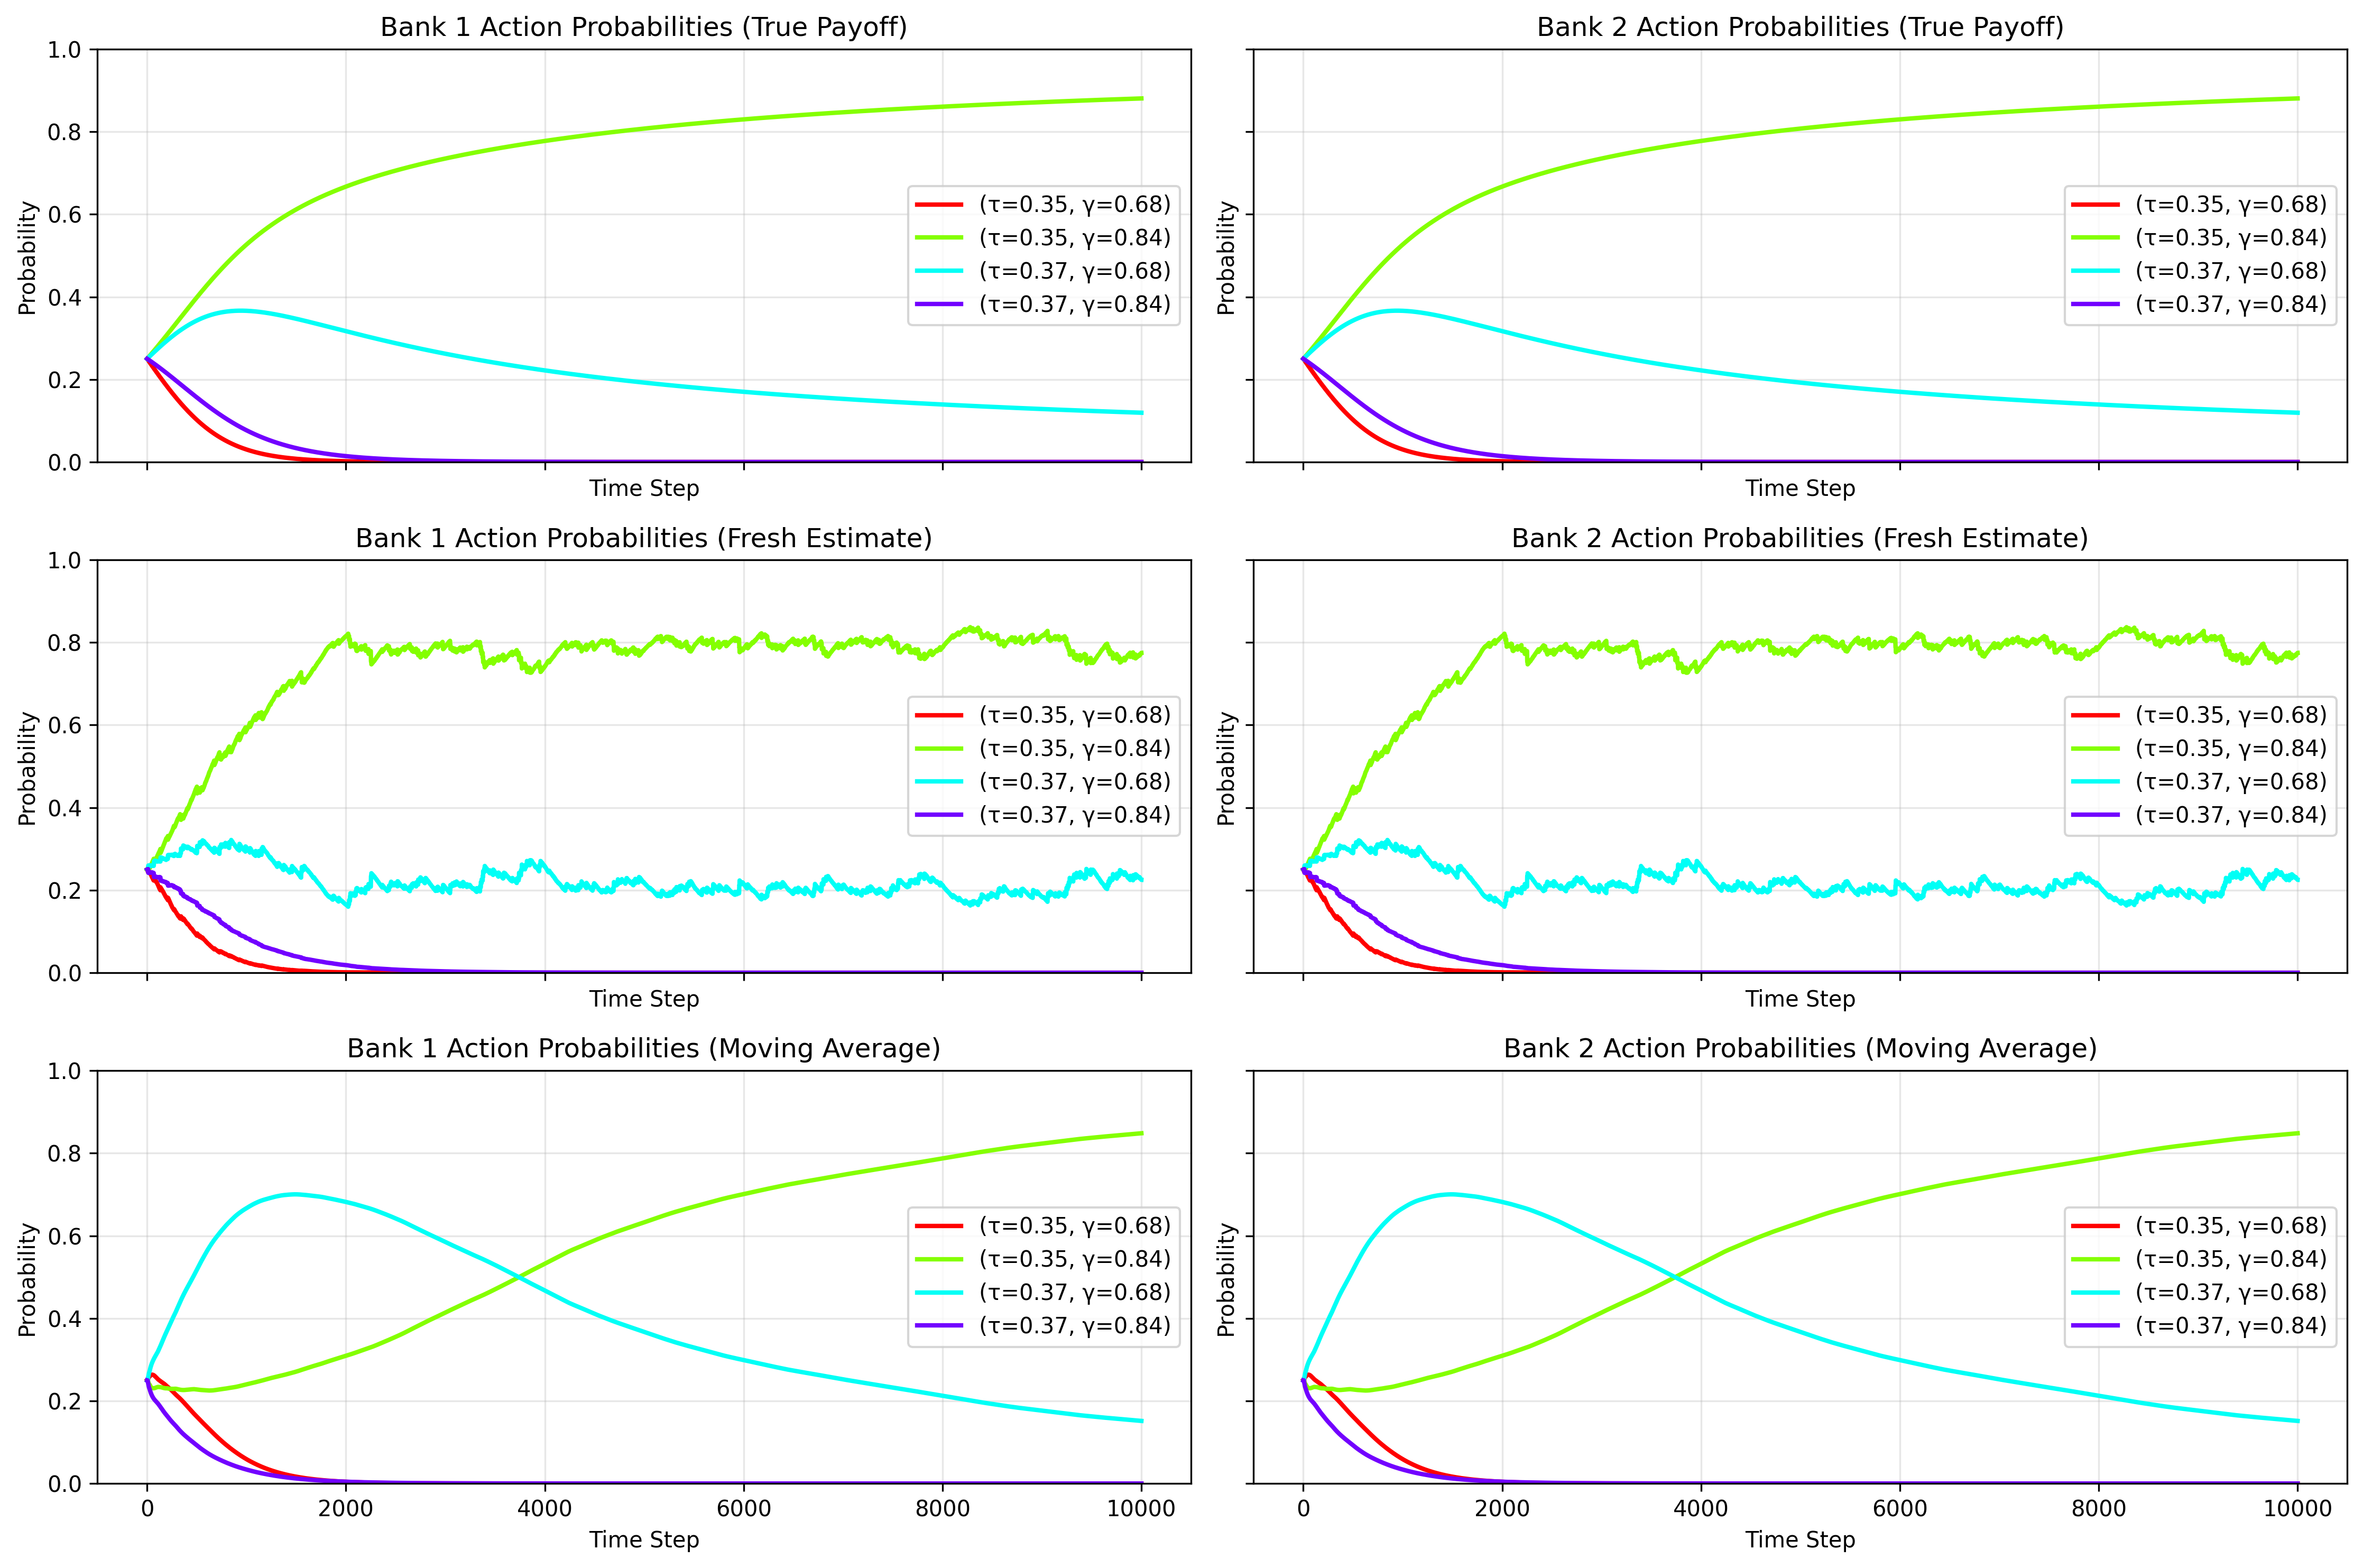 Bank 1 Action Probabilities (True Payoff)
1.0
0.8
0.6
0.4
0.2
0.0
Probability
(τ=0.35, γ=0.68)
(τ=0.35, γ=0.84)
(τ=0.37, γ=0.68)
(τ=0.37, γ=0.84)
Time Step
Bank 2 Action Probabilities (True Payoff)
Probability
(τ=0.35, γ=0.68)
(τ=0.35, γ=0.84)
(τ=0.37, γ=0.68)
(τ=0.37, γ=0.84)
Time Step
Bank 1 Action Probabilities (Fresh Estimate)
1.0
0.8
0.6
0.4
0.2
0.0
Probability
(τ=0.35, γ=0.68)
(τ=0.35, γ=0.84)
(τ=0.37, γ=0.68)
(τ=0.37, γ=0.84)
Time Step
Bank 2 Action Probabilities (Fresh Estimate)
Probability
(τ=0.35, γ=0.68)
(τ=0.35, γ=0.84)
(τ=0.37, γ=0.68)
(τ=0.37, γ=0.84)
Time Step
Bank 1 Action Probabilities (Moving Average)
1.0
0.8
0.6
0.4
0.2
0.0
Probability
(τ=0.35, γ=0.68)
(τ=0.35, γ=0.84)
(τ=0.37, γ=0.68)
(τ=0.37, γ=0.84)
0 2000 4000 6000 8000 10000
Time Step
Bank 2 Action Probabilities (Moving Average)
Probability
(τ=0.35, γ=0.68)
(τ=0.35, γ=0.84)
(τ=0.37, γ=0.68)
(τ=0.37, γ=0.84)
0 2000 4000 6000 8000 10000
Time Step